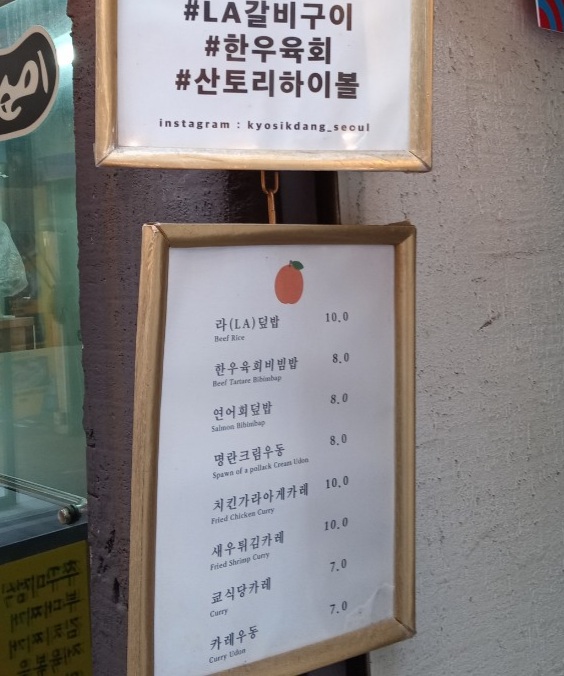 #LA갈비구이
#한우육회
#산토리하이볼
instagram : kyosikdang_seoul
라(LA)덮밥 10.0
Beef Rice
한우육회비빔밥 8.0
Beef Tartare Bibimbap
연어회덮밥 8.0
Salmon Bibimbap
명란크림우동 8.0
Spawn of a pollack Cream Udon
치킨가라아게카레 10.0
Fried Chicken Curry
새우튀김카레 10.0
Fried Shrimp Curry
쿄식당카레 7.0
Curry
카레우동 7.0
Curry Udon